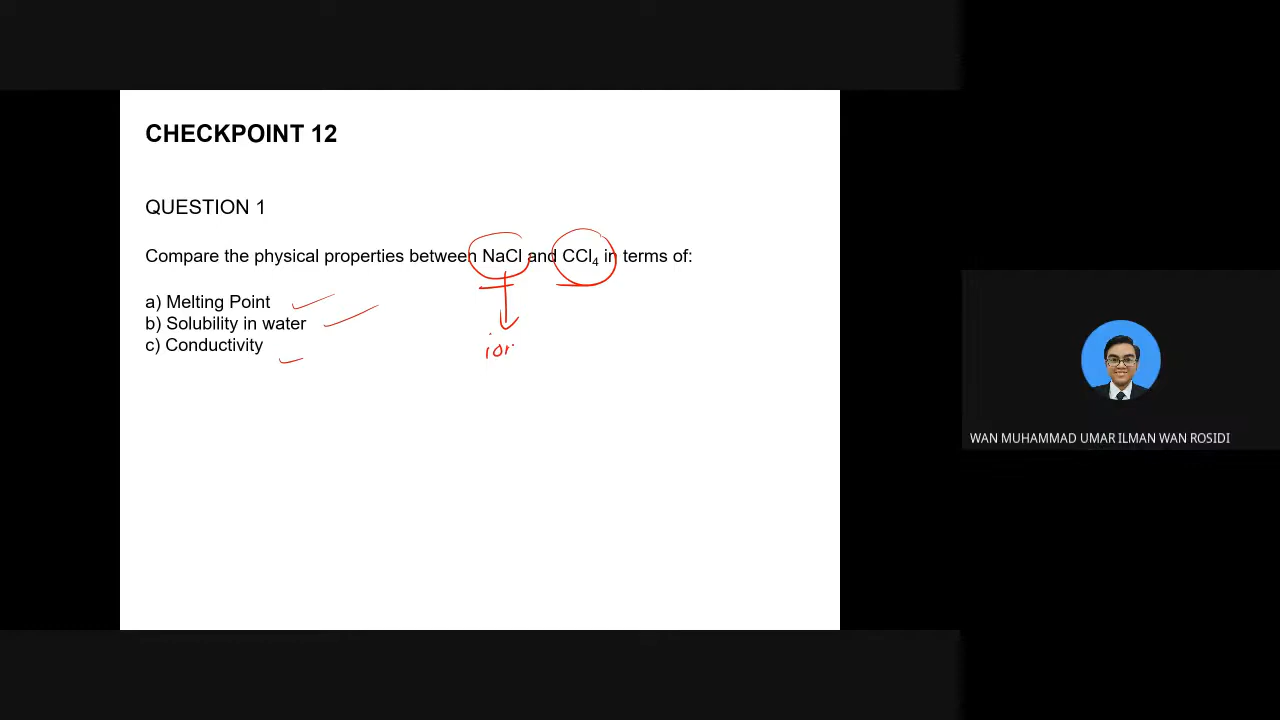 CHECKPOINT 12
QUESTION 1
Compare the physical properties between NaCl and CCl₄ in terms of:
a) Melting Point
b) Solubility in water
c) Conductivity
ion
WAN MUHAMMAD UMAR ILMAN WAN ROSIDI